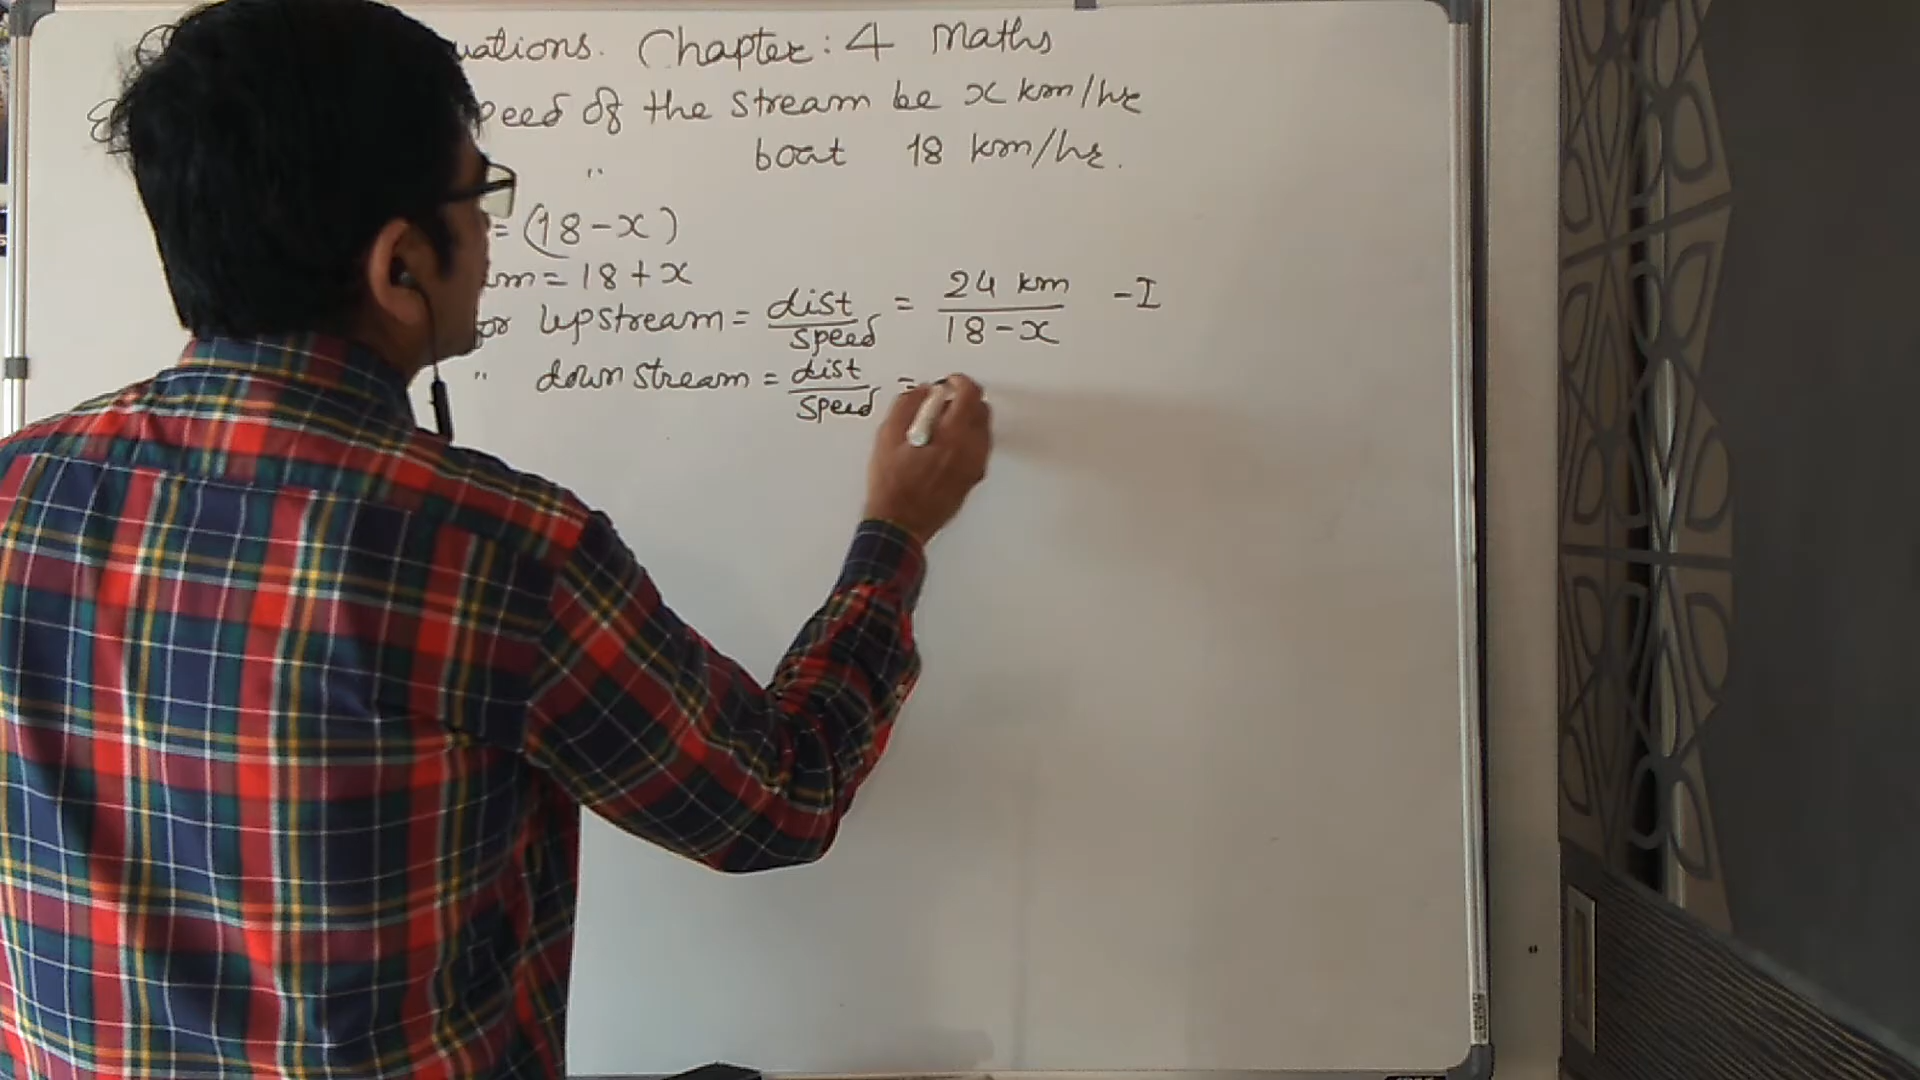 uations. Chapter: 4 Maths
peed of the stream be x km/hr
" boat 18 km/hr.
= (18-x)
m = 18 + x
or Upstream = dist/speed = 24 km/18-x -I
" down stream = dist/speed =